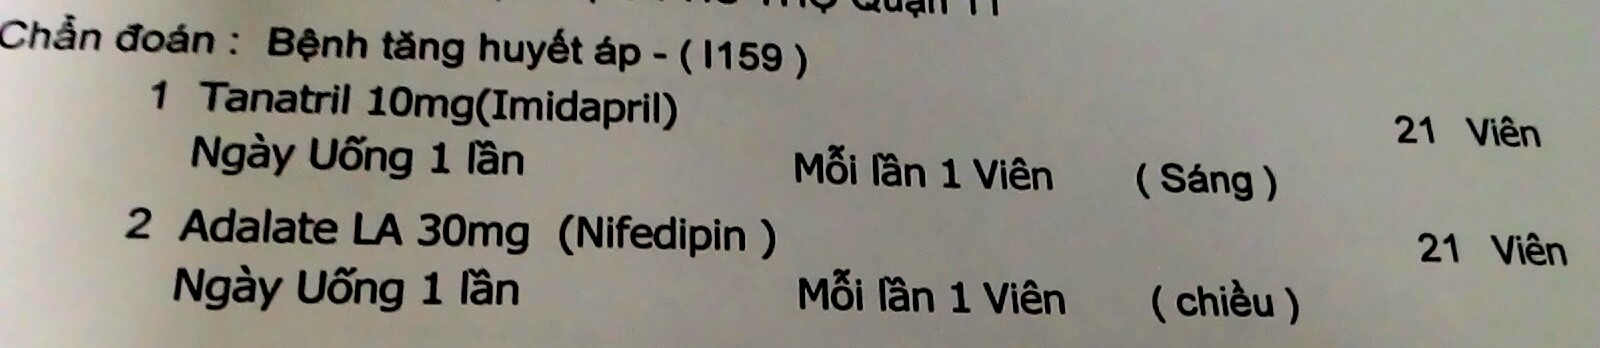 Quận 11
Chẩn đoán : Bệnh tăng huyết áp - ( I159 )
1 Tanatril 10mg(Imidapril) 21 Viên
Ngày Uống 1 lần Mỗi lần 1 Viên ( Sáng )
2 Adalate LA 30mg (Nifedipin ) 21 Viên
Ngày Uống 1 lần Mỗi lần 1 Viên ( chiều )